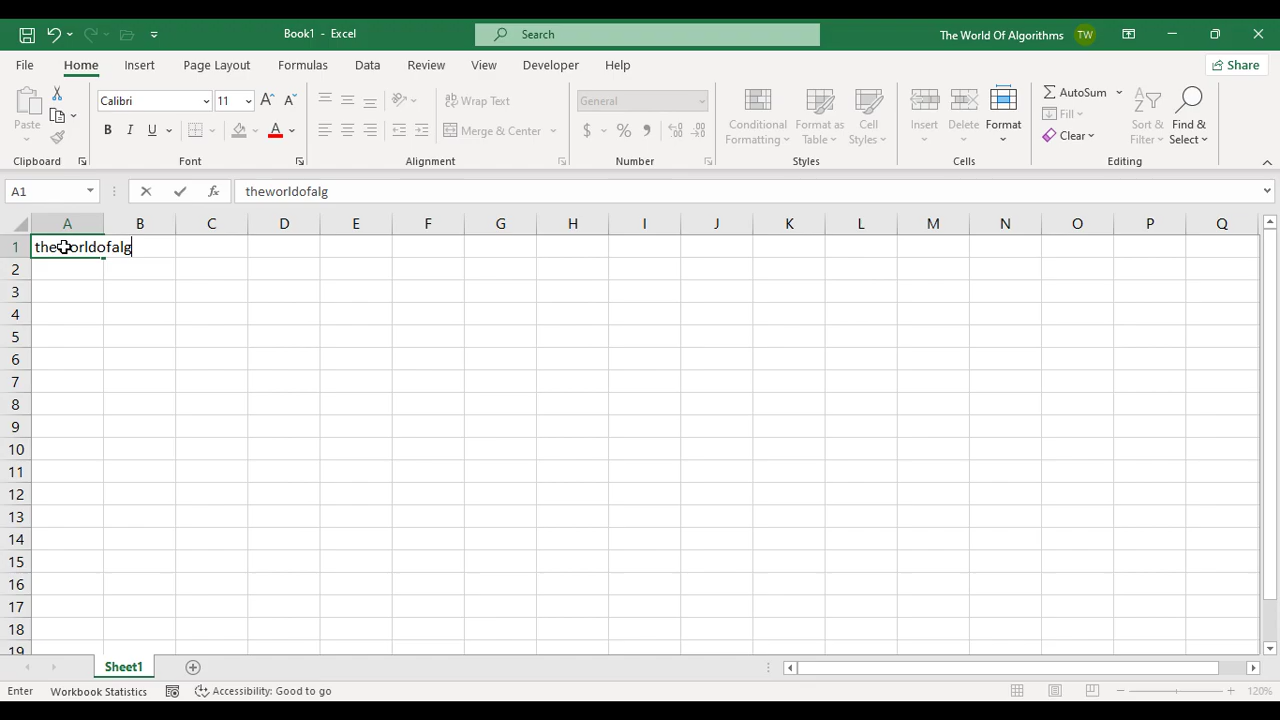 Book1 - Excel
Search
The World Of Algorithms TW
File Home Insert Page Layout Formulas Data Review View Developer Help Share
Paste
Calibri 11
B I U
Wrap Text
Merge & Center
General
$ % 9
Conditional Formatting
Format as Table
Cell Styles
Insert
Delete
Format
AutoSum
Fill
Clear
Sort & Filter
Find & Select
Clipboard Font Alignment Number Styles Cells Editing
A1 fx theworldofalg
A B C D E F G H I J K L M N O P Q
1 theworldofalg
2
3
4
5
6
7
8
9
10
11
12
13
14
15
16
17
18
19
Sheet1
Enter Workbook Statistics Accessibility: Good to go 120%